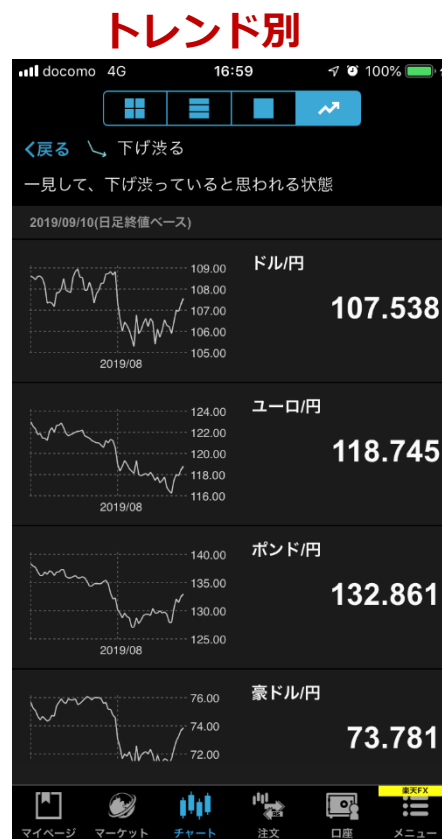 トレンド別
docomo 4G 16:59 100%
戻る 下げ渋る
一見して、下げ渋っていると思われる状態
2019/09/10(日足終値ベース)
ドル/円
109.00
108.00
107.00
106.00
105.00
2019/08
107.538
ユーロ/円
124.00
122.00
120.00
118.00
116.00
2019/08
118.745
ポンド/円
140.00
135.00
130.00
125.00
2019/08
132.861
豪ドル/円
76.00
74.00
72.00
73.781
楽天FX
マイページ マーケット チャート 注文 口座 メニュー